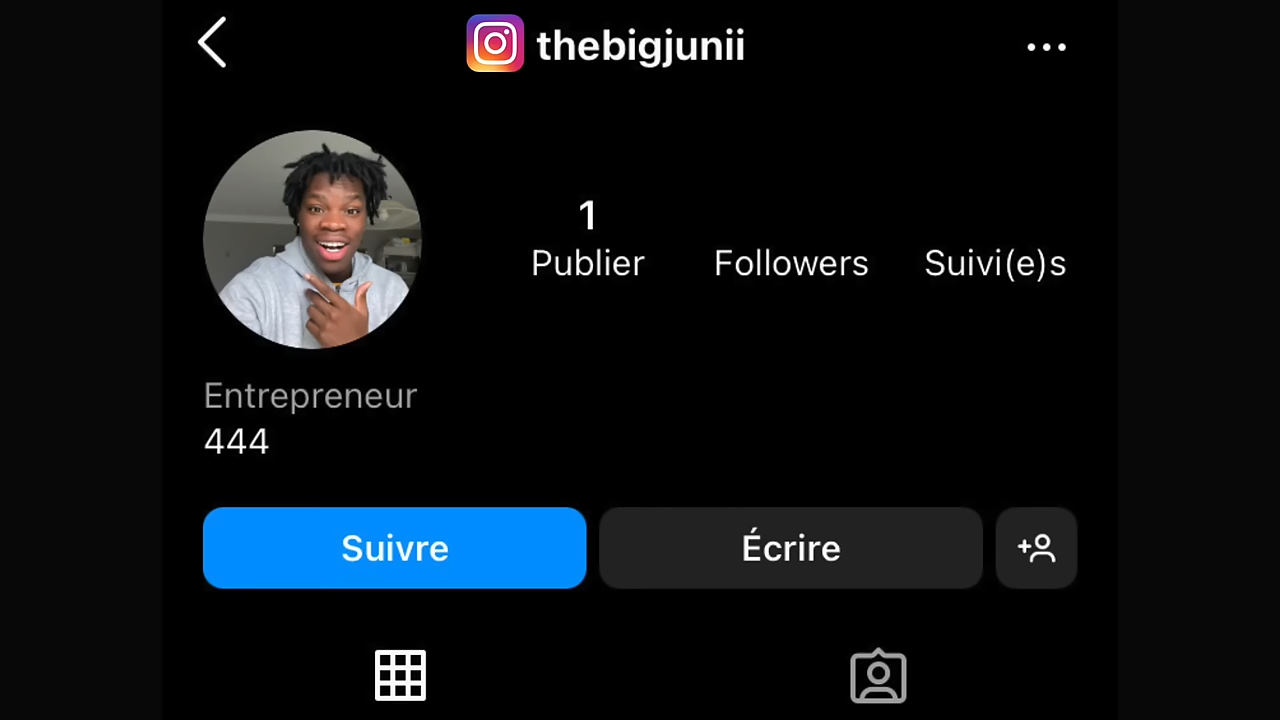 thebigjunii
1
Publier Followers Suivi(e)s
Entrepreneur
444
Suivre Écrire